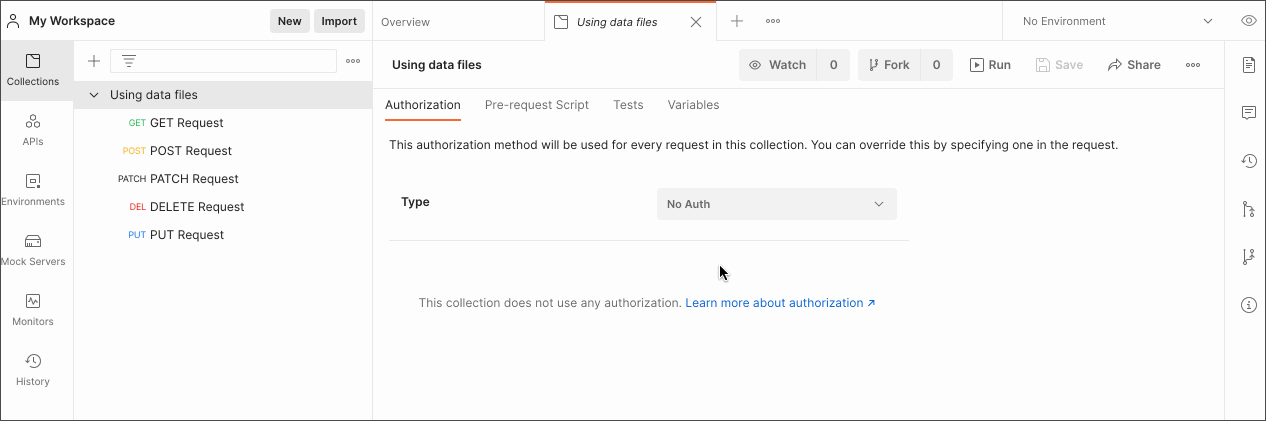 My Workspace
New
Import
Overview
Using data files
No Environment
Collections
APIs
Environments
Mock Servers
Monitors
History
Using data files
GET GET Request
POST POST Request
PATCH PATCH Request
DEL DELETE Request
PUT PUT Request
Using data files
Watch 0
Fork 0
Run
Save
Share
Authorization
Pre-request Script
Tests
Variables
This authorization method will be used for every request in this collection. You can override this by specifying one in the request.
Type
No Auth
This collection does not use any authorization. Learn more about authorization ↗